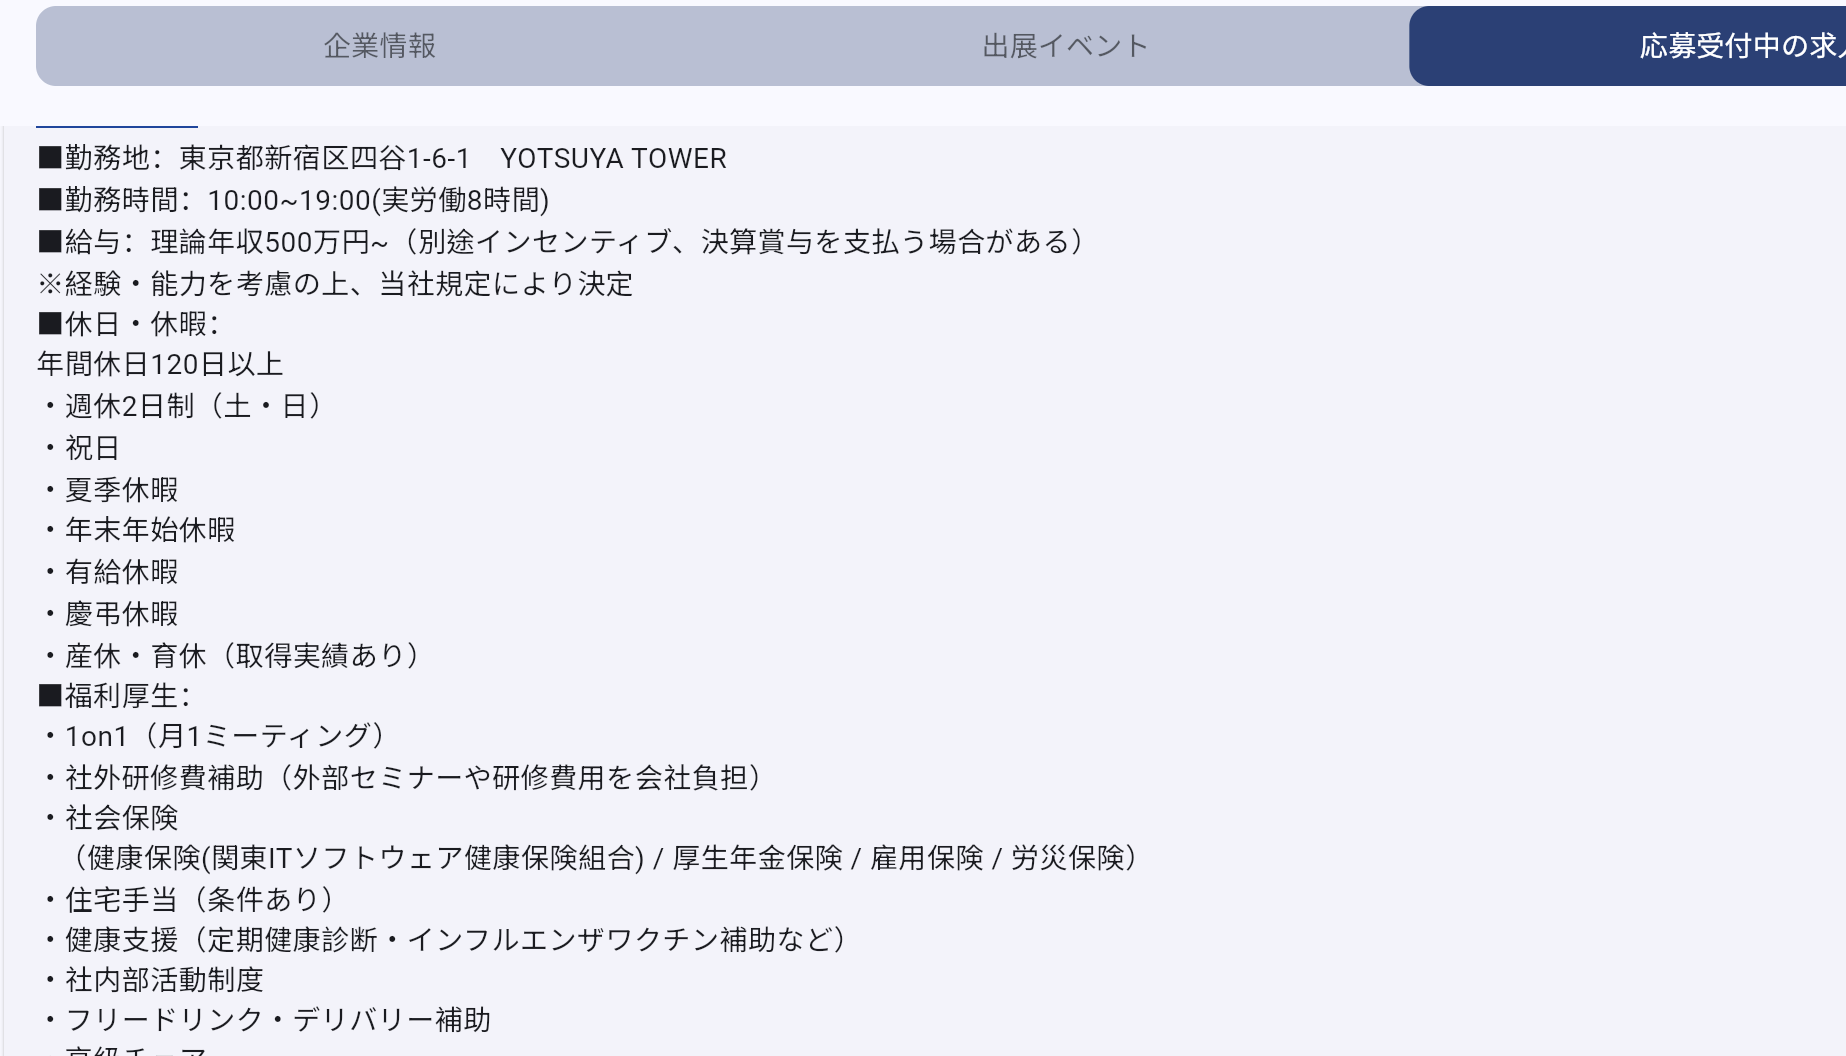 企業情報
出展イベント
応募受付中の求
■勤務地：東京都新宿区四谷1-6-1　YOTSUYA TOWER
■勤務時間：10:00~19:00(実労働8時間)
■給与：理論年収500万円~（別途インセンティブ、決算賞与を支払う場合がある）
※経験・能力を考慮の上、当社規定により決定
■休日・休暇：
年間休日120日以上
・週休2日制（土・日）
・祝日
・夏季休暇
・年末年始休暇
・有給休暇
・慶弔休暇
・産休・育休（取得実績あり）
■福利厚生：
・1on1（月1ミーティング）
・社外研修費補助（外部セミナーや研修費用を会社負担）
・社会保険
（健康保険(関東ITソフトウェア健康保険組合) / 厚生年金保険 / 雇用保険 / 労災保険）
・住宅手当（条件あり）
・健康支援（定期健康診断・インフルエンザワクチン補助など）
・社内部活動制度
・フリードリンク・デリバリー補助
高級チェア